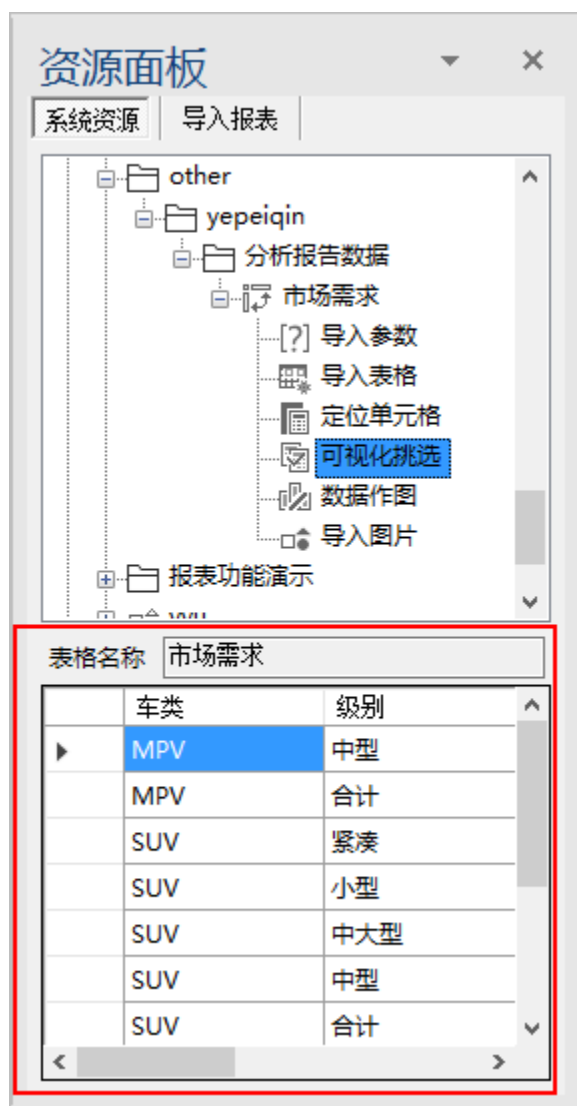 资源面板
系统资源 导入报表
other
yepeiqin
分析报告数据
市场需求
[?] 导入参数
导入表格
定位单元格
可视化挑选
数据作图
导入图片
报表功能演示
表格名称 市场需求
车类 级别
MPV 中型
MPV 合计
SUV 紧凑
SUV 小型
SUV 中大型
SUV 中型
SUV 合计